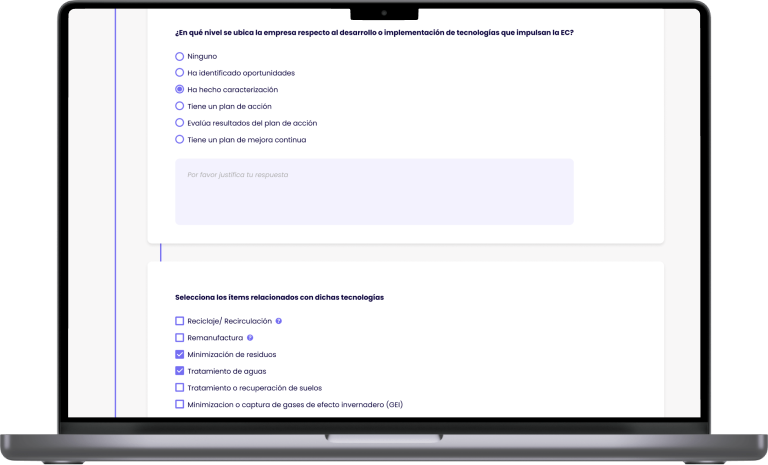 ¿En qué nivel se ubica la empresa respecto al desarrollo o implementación de tecnologías que impulsan la EC?
Ninguno
Ha identificado oportunidades
Ha hecho caracterización
Tiene un plan de acción
Evalúa resultados del plan de acción
Tiene un plan de mejora continua
Por favor justifica tu respuesta
Selecciona los ítems relacionados con dichas tecnologías
Reciclaje/ Recirculación ?
Remanufactura ?
Minimización de residuos
Tratamiento de aguas
Tratamiento o recuperación de suelos
Minimizacion o captura de gases de efecto invernadero (GEI)